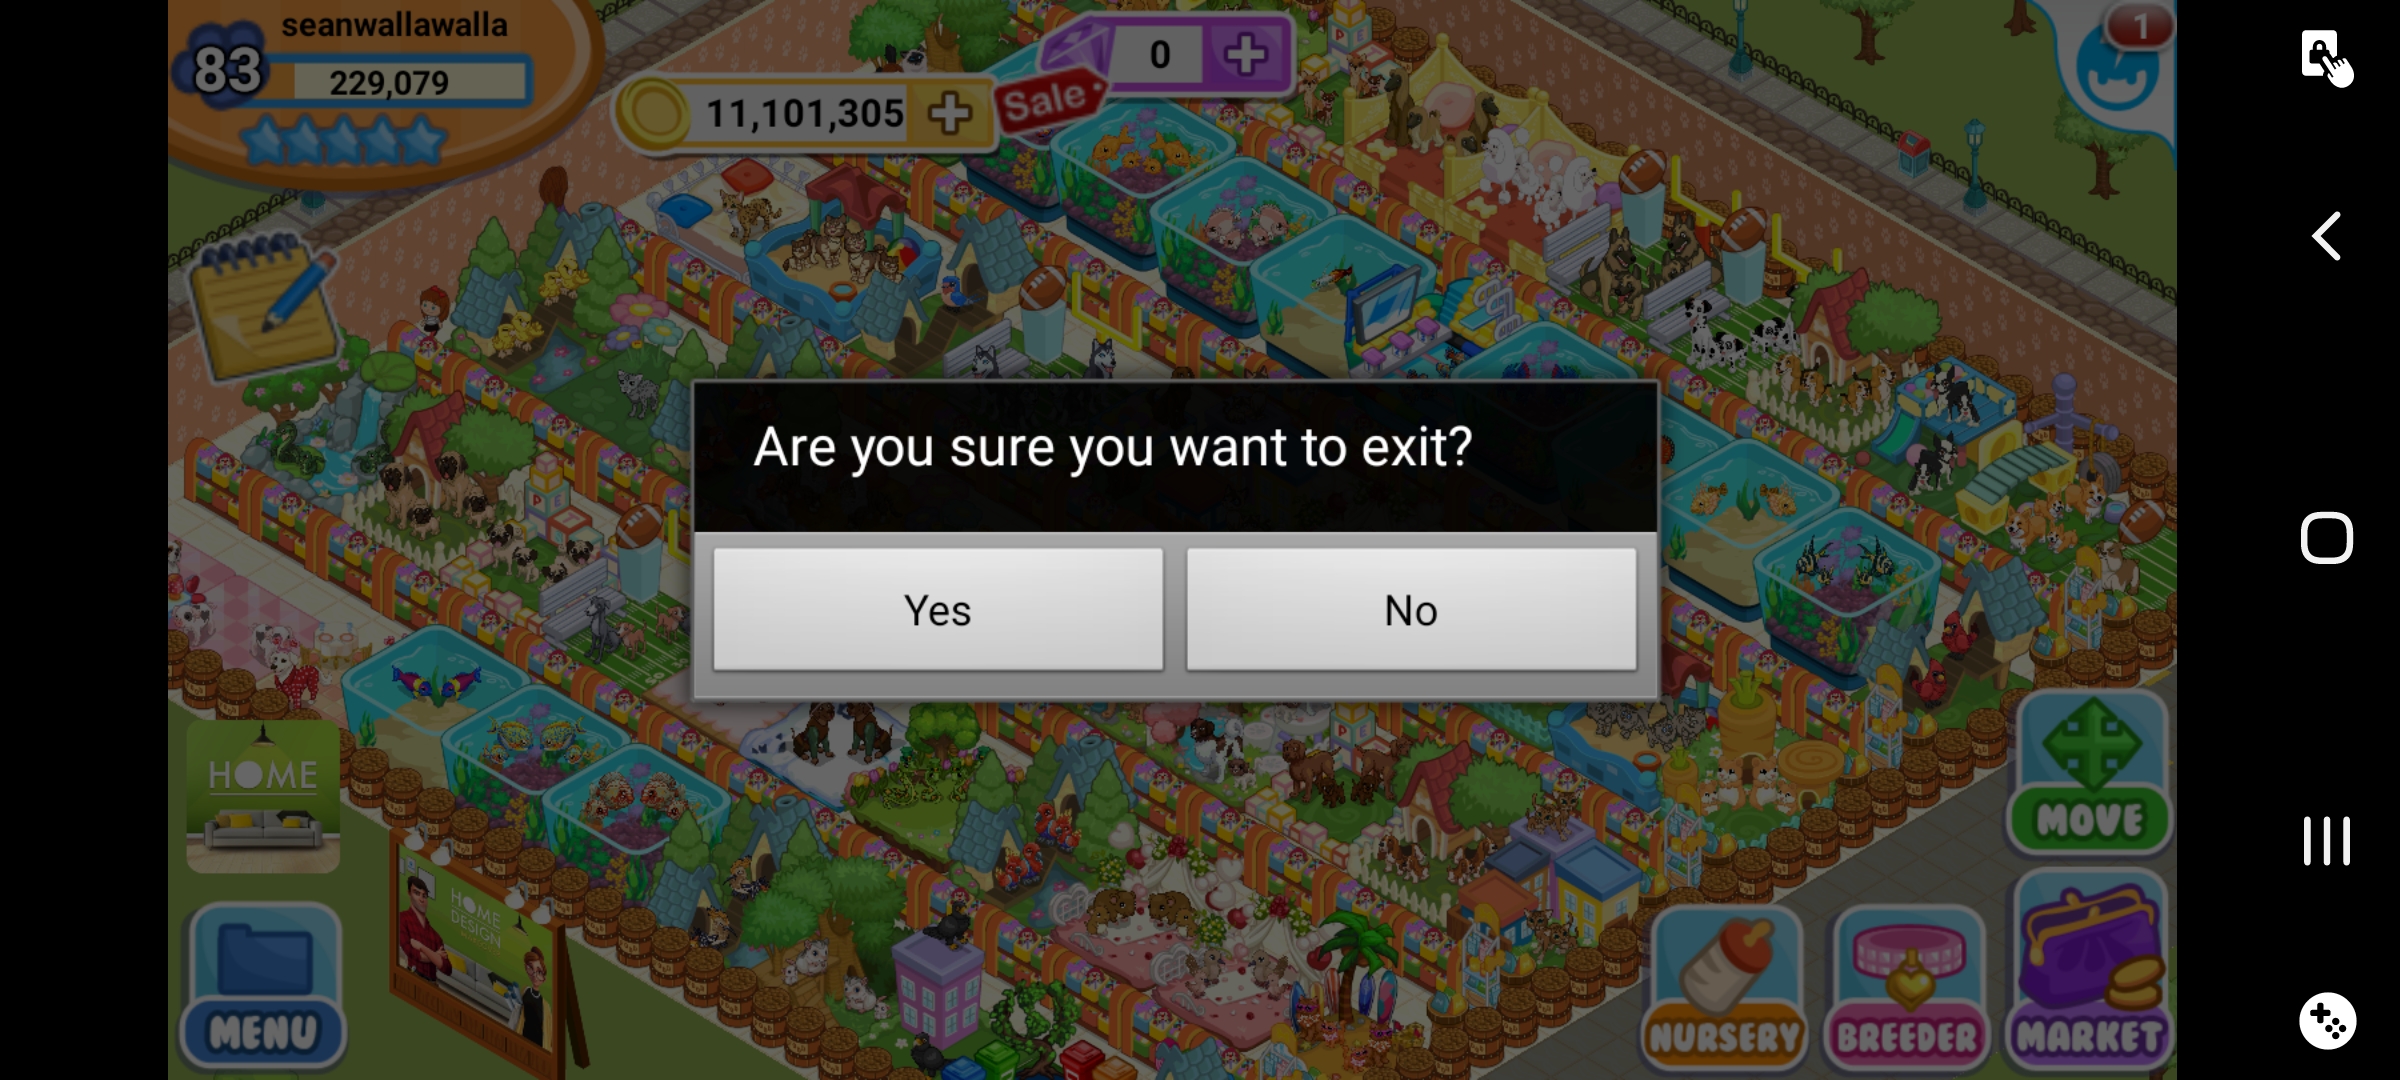 seanwallawalla
83
229,079
11,101,305
Sale
0
1
Are you sure you want to exit?
Yes
No
HOME
HOME
DESIGN
MENU
MOVE
NURSERY
BREEDER
MARKET